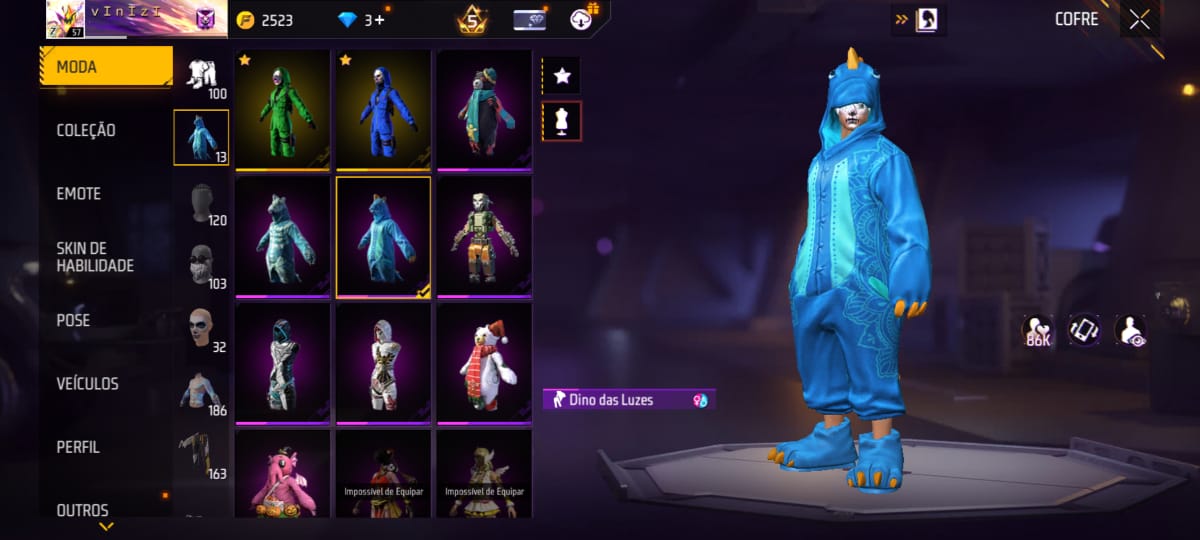 vInIzI
Z 57
2523
3+
5
COFRE
MODA
100
COLEÇÃO
13
EMOTE
120
SKIN DE
HABILIDADE
103
POSE
32
VEÍCULOS
186
PERFIL
163
OUTROS
Impossível de Equipar
Impossível de Equipar
Dino das Luzes
86K